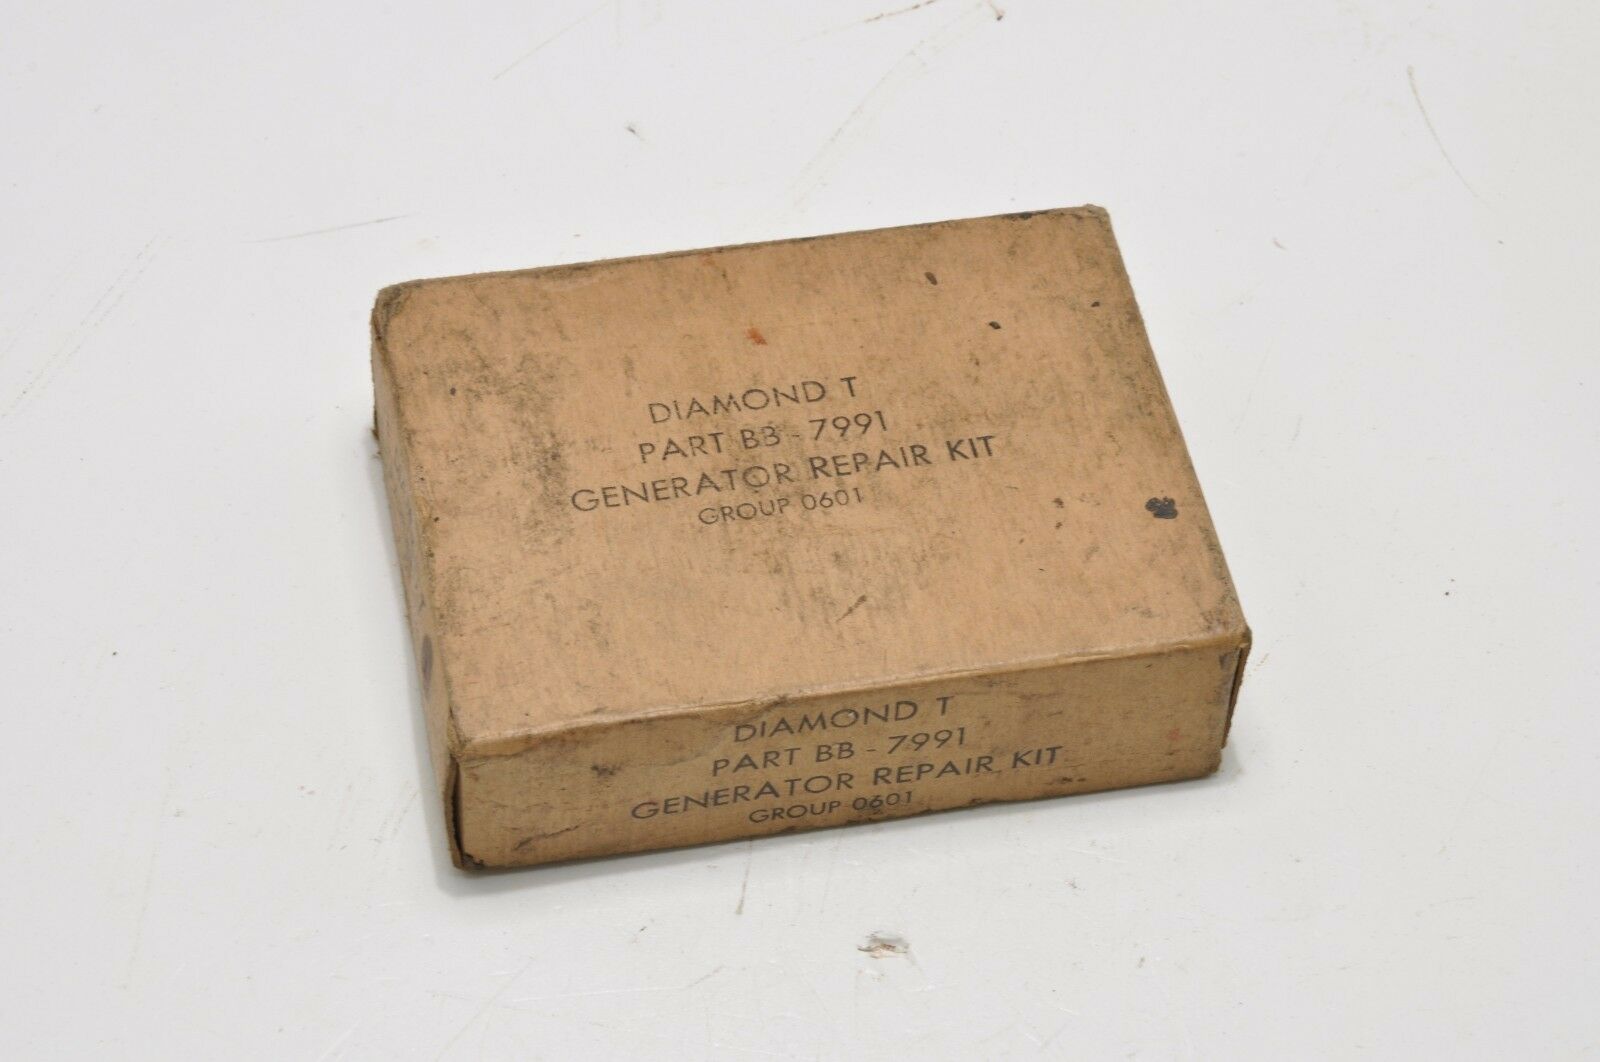 DIAMOND T
PART BB - 7991
GENERATOR REPAIR KIT
GROUP 0601
DIAMOND T
PART BB - 7991
GENERATOR REPAIR KIT
GROUP 0601